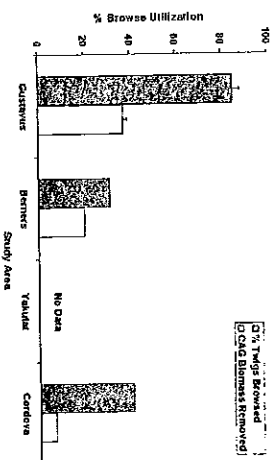 % Twigs Browsed
CAG Biomass Removed
% Browse Utilization
100
80
60
40
20
0
No Data
Gustavus
Berners
Yakutat
Cordova
Study Area